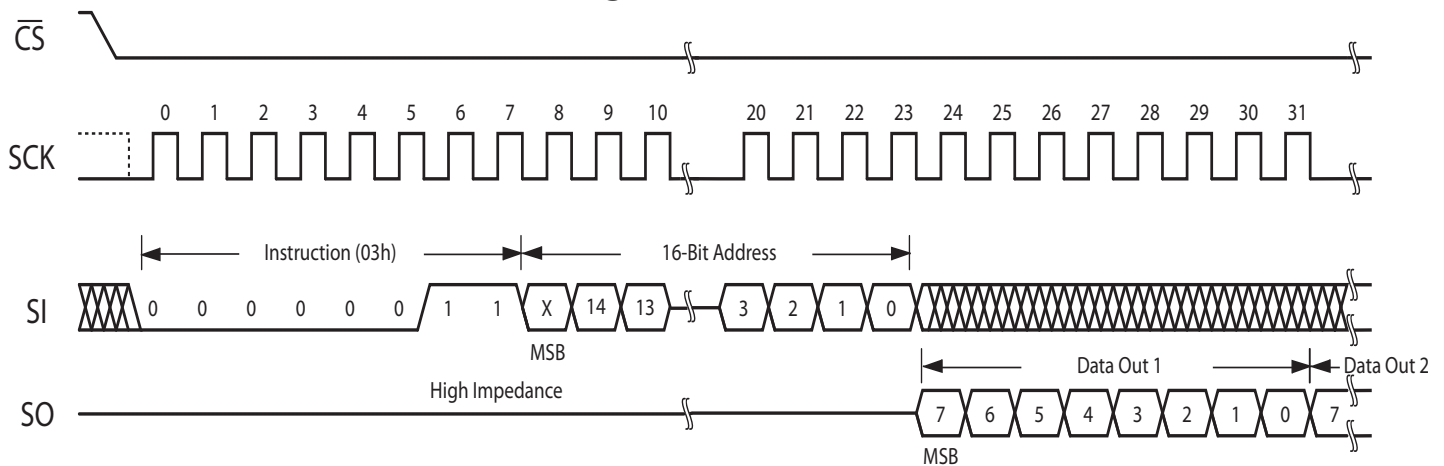 CS
0 1 2 3 4 5 6 7 8 9 10 20 21 22 23 24 25 26 27 28 29 30 31
SCK
Instruction (03h) 16-Bit Address
SI 0 0 0 0 0 0 1 1 X 14 13 3 2 1 0
MSB
High Impedance Data Out 1 Data Out 2
SO 7 6 5 4 3 2 1 0 7
MSB